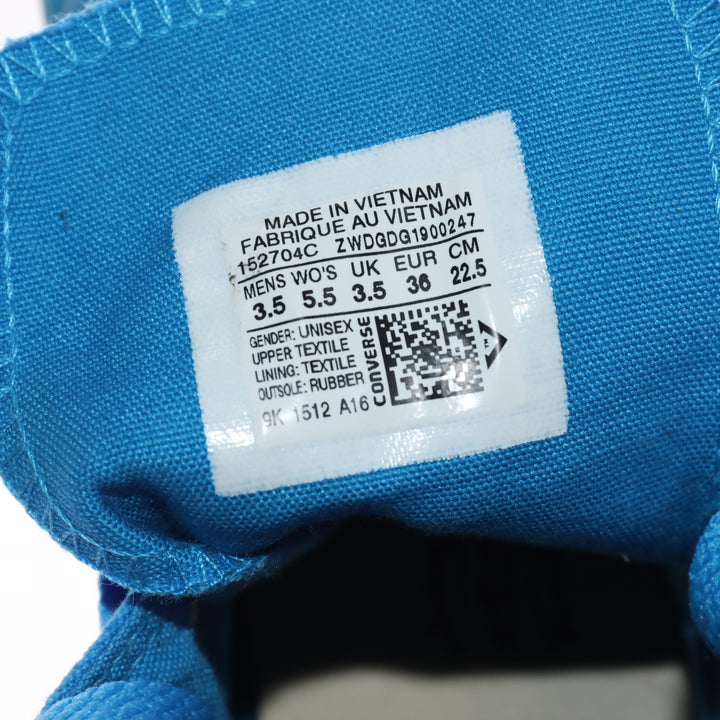 MADE IN VIETNAM
FABRIQUE AU VIETNAM
152704C ZWDGDG1900247
MENS WO'S UK EUR CM
3.5 5.5 3.5 36 22.5
GENDER: UNISEX
UPPER: TEXTILE
LINING: TEXTILE
OUTSOLE: RUBBER
CONVERSE
9K 1512 A16